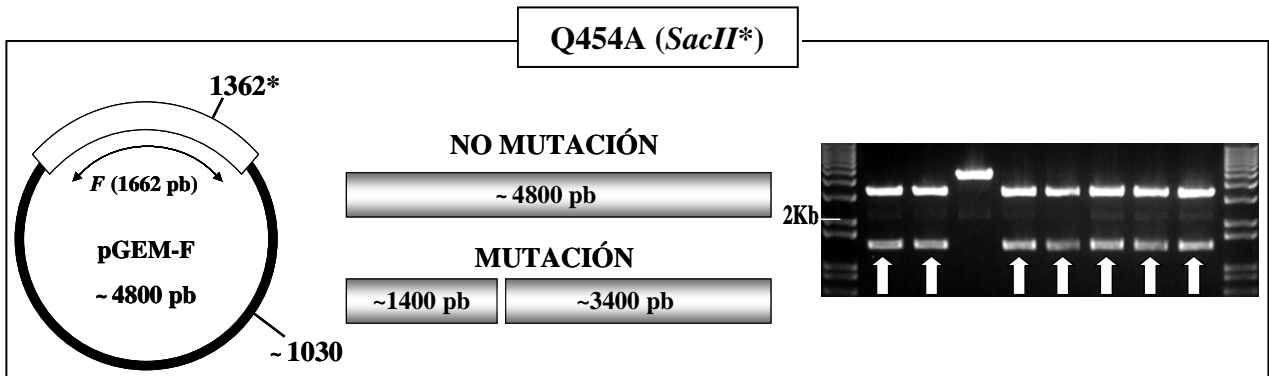 Q454A (SacII*)
1362*
F (1662 pb)
pGEM-F
~ 4800 pb
~ 1030
NO MUTACIÓN
~ 4800 pb
MUTACIÓN
~1400 pb
~3400 pb
2Kb